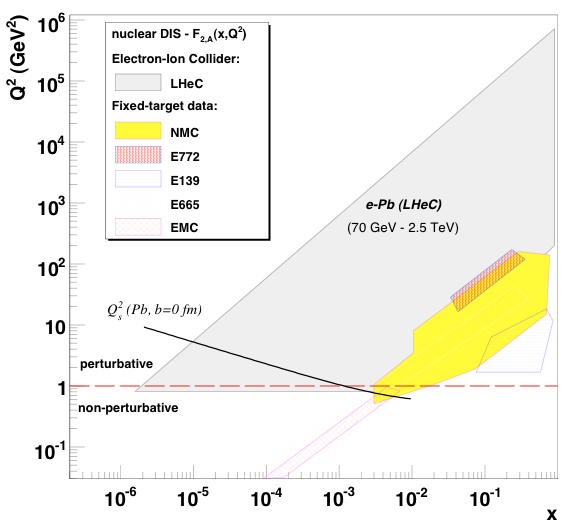 nuclear DIS - F2,A(x,Q²)
Electron-Ion Collider:
LHeC
Fixed-target data:
NMC
E772
E139
E665
EMC
Q² (GeV²)
10⁶
10⁵
10⁴
10³
10²
10
1
10⁻¹
e-Pb (LHeC)
(70 GeV - 2.5 TeV)
Qs² (Pb, b=0 fm)
perturbative
non-perturbative
10⁻⁶ 10⁻⁵ 10⁻⁴ 10⁻³ 10⁻² 10⁻¹
x